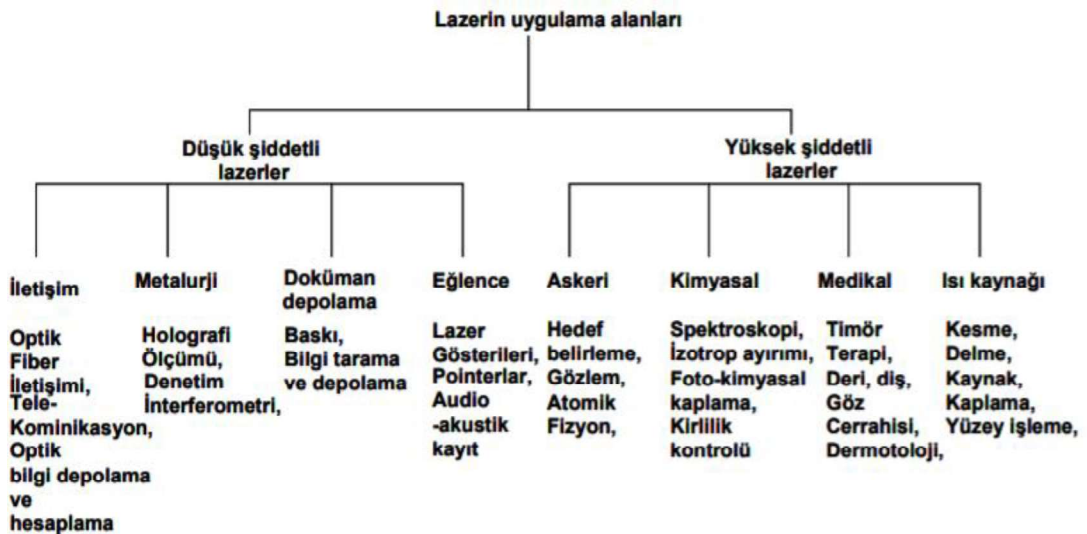 Lazerin uygulama alanları
Düşük şiddetli
lazerler
Yüksek şiddetli
lazerler
İletişim
Optik
Fiber
İletişimi,
Tele-
Kominikasyon,
Optik
bilgi depolama
ve
hesaplama
Metalurji
Holografi
Ölçümü,
Denetim
İnterferometri,
Doküman
depolama
Baskı,
Bilgi tarama
ve depolama
Eğlence
Lazer
Gösterileri,
Pointerlar,
Audio
-akustik
kayıt
Askeri
Hedef
belirleme,
Gözlem,
Atomik
Fizyon,
Kimyasal
Spektroskopi,
İzotrop ayırımı,
Foto-kimyasal
kaplama,
Kirlilik
kontrolü
Medikal
Timör
Terapi,
Deri, diş,
Göz
Cerrahisi,
Dermotoloji,
Isı kaynağı
Kesme,
Delme,
Kaynak,
Kaplama,
Yüzey işleme,